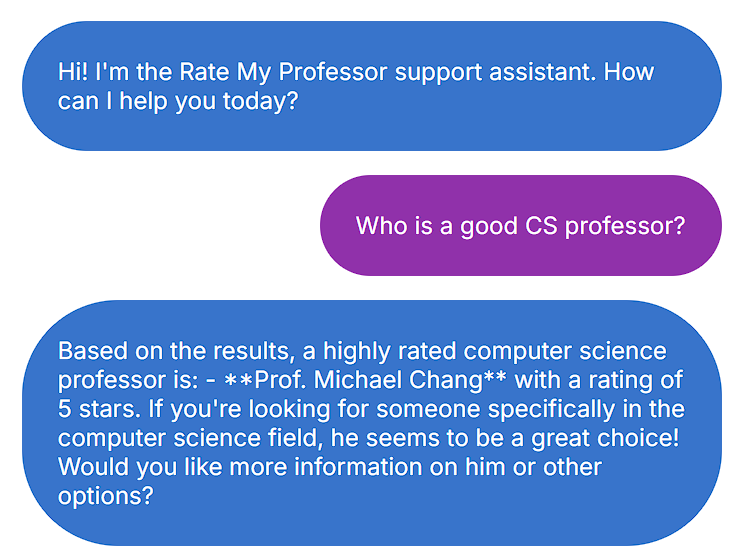 Hi! I'm the Rate My Professor support assistant. How
can I help you today?
Who is a good CS professor?
Based on the results, a highly rated computer science
professor is: - **Prof. Michael Chang** with a rating of
5 stars. If you're looking for someone specifically in the
computer science field, he seems to be a great choice!
Would you like more information on him or other
options?